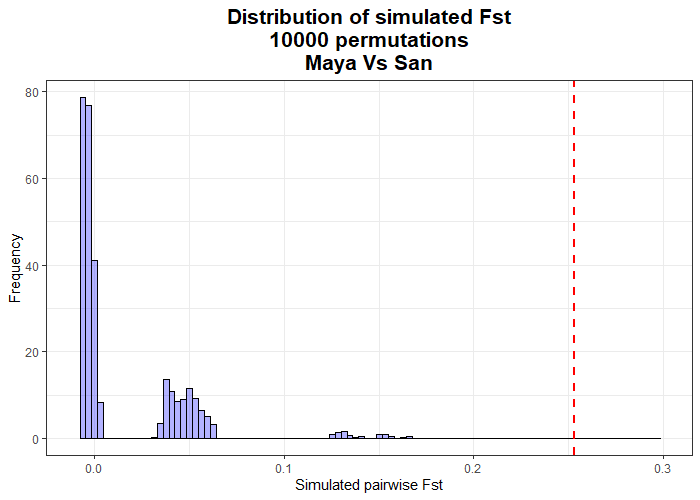 Distribution of simulated Fst
10000 permutations
Maya Vs San
80
60
40
20
0
Frequency
0.0
0.1
0.2
0.3
Simulated pairwise Fst